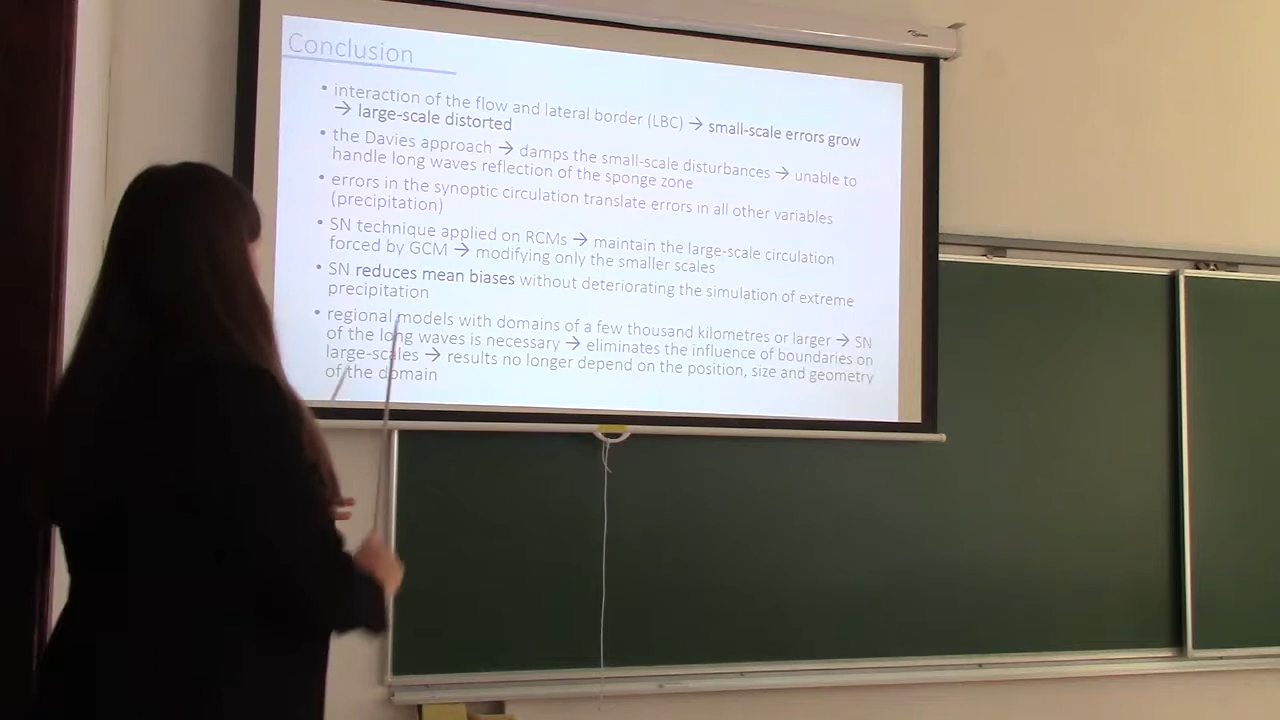 Conclusion
• interaction of the flow and lateral border (LBC) → small-scale errors grow
→ large-scale distorted
• the Davies approach → damps the small-scale disturbances → unable to
handle long waves reflection of the sponge zone
• errors in the synoptic circulation translate errors in all other variables
(precipitation)
• SN technique applied on RCMs → maintain the large-scale circulation
forced by GCM → modifying only the smaller scales
• SN reduces mean biases without deteriorating the simulation of extreme
precipitation
• regional models with domains of a few thousand kilometres or larger → SN
of the long waves is necessary → eliminates the influence of boundaries on
large-scales → results no longer depend on the position, size and geometry
of the domain